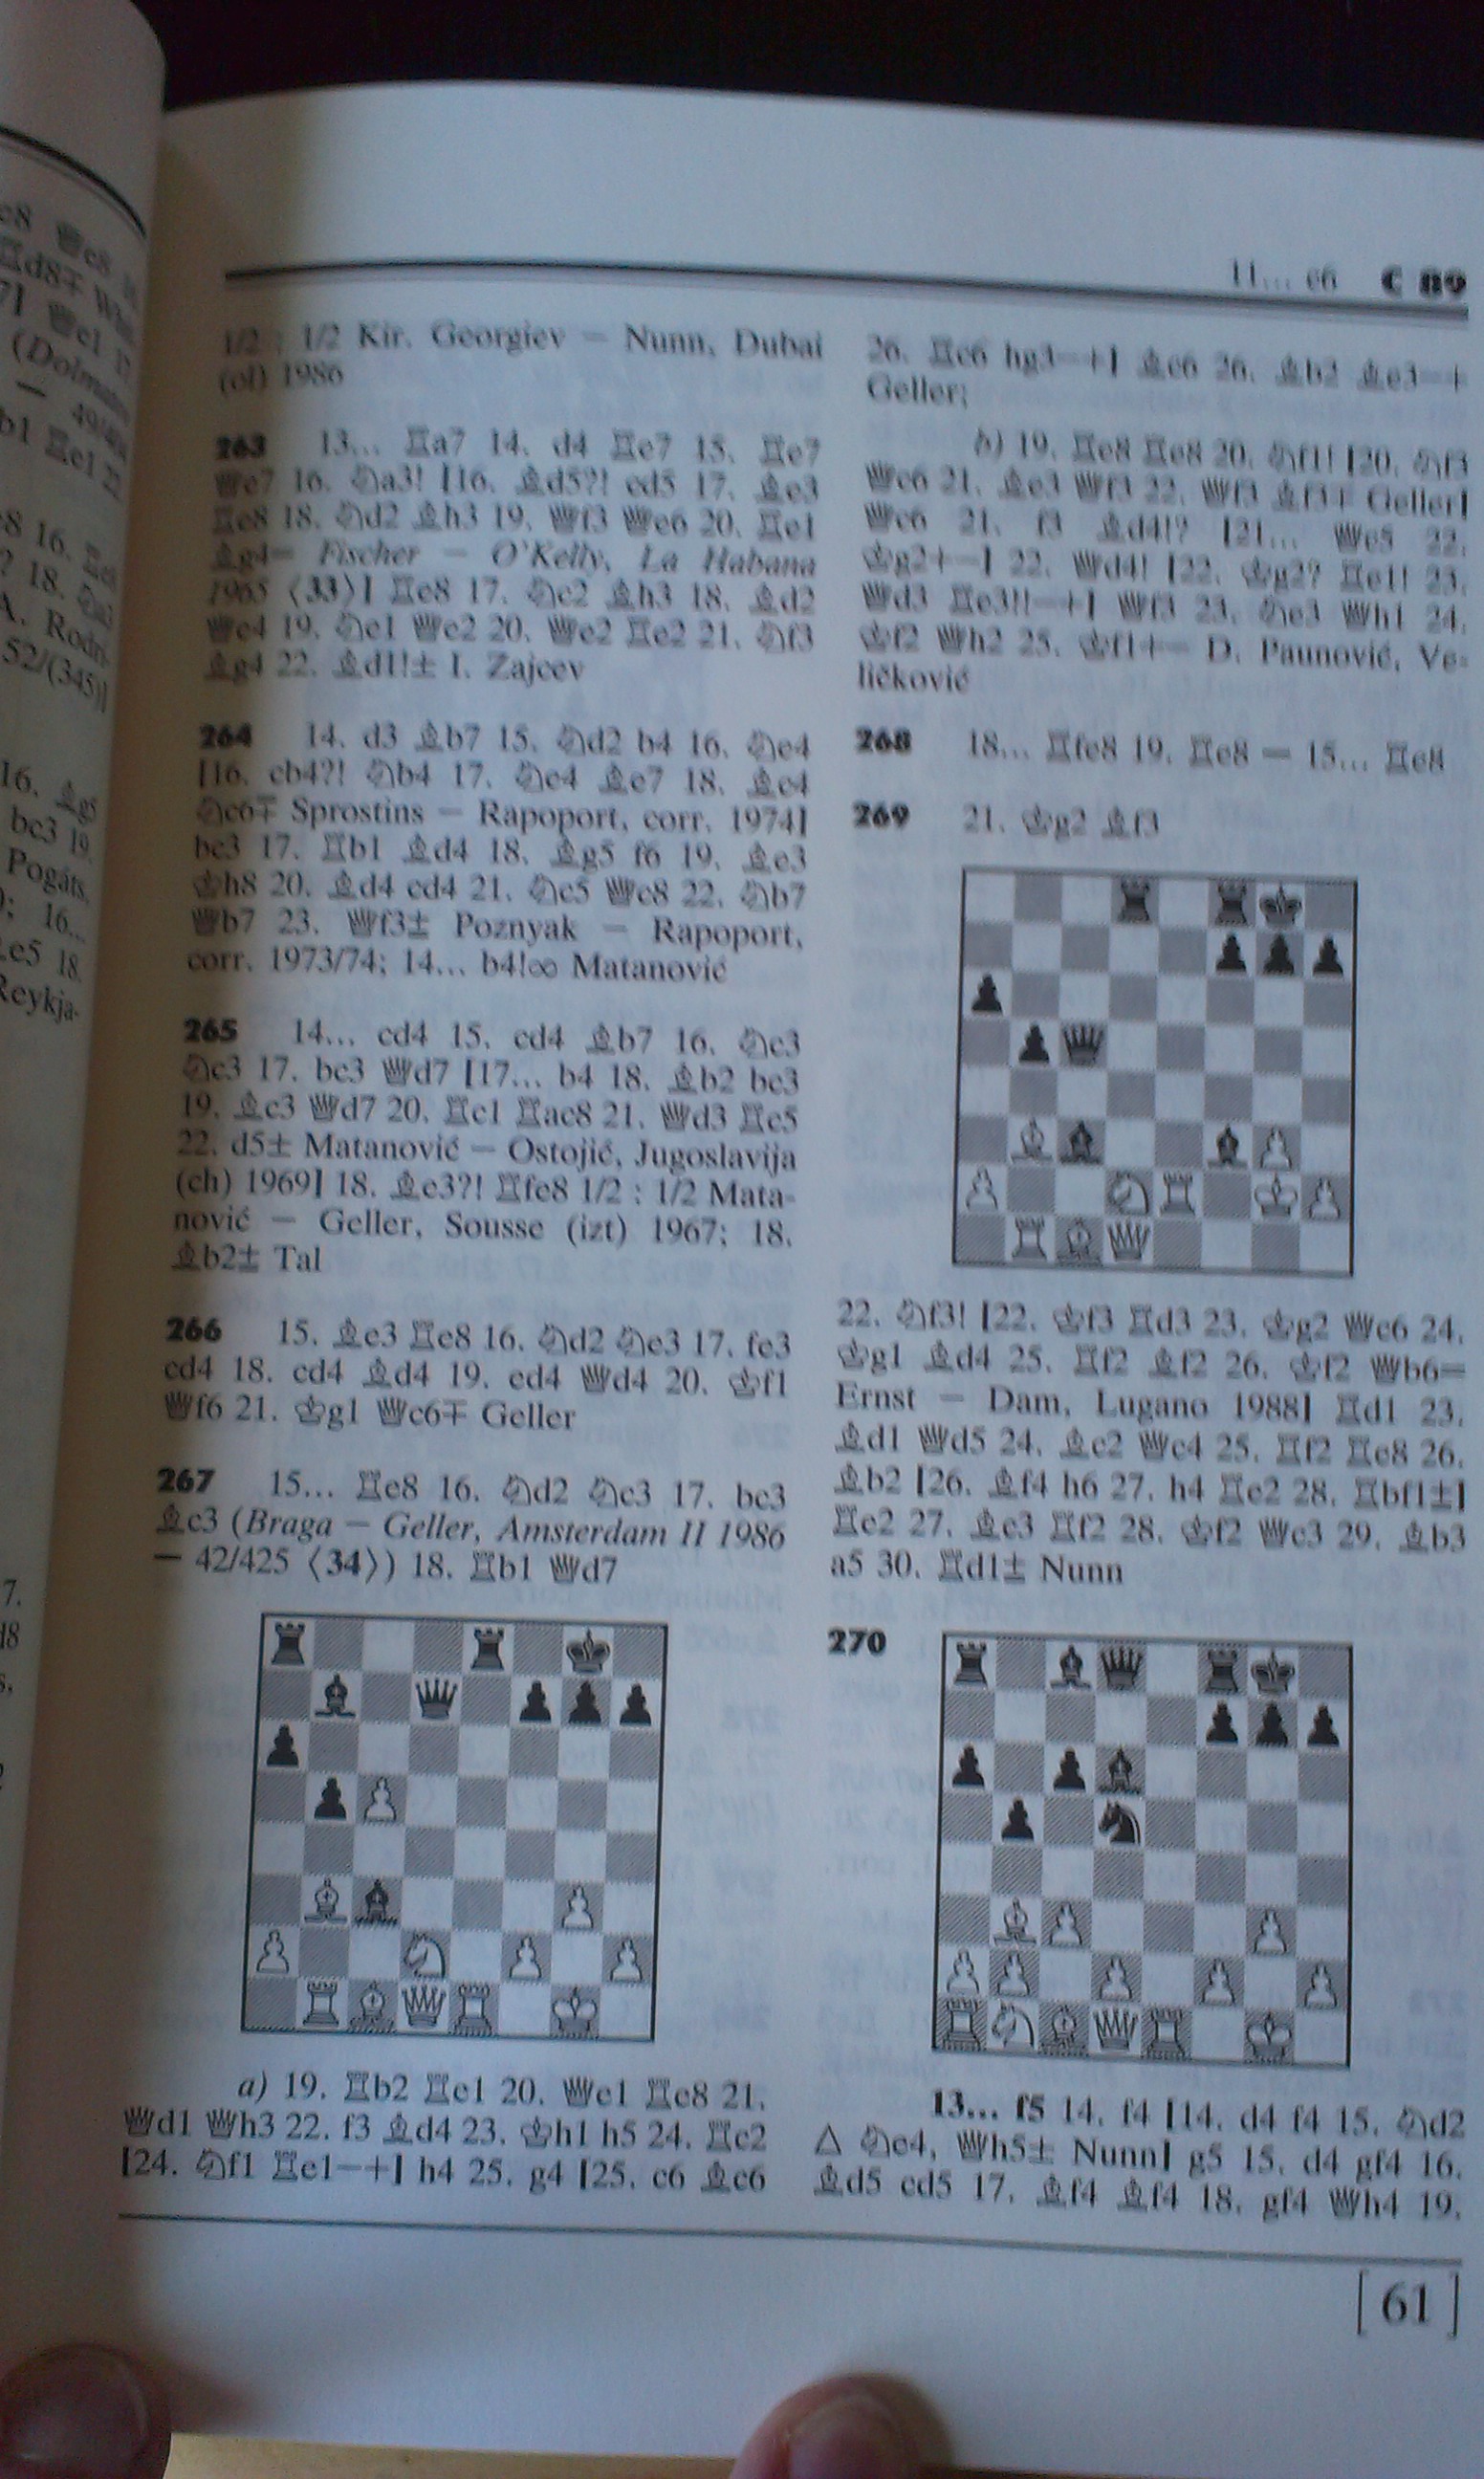 11... c6 C 89
1/2 : 1/2 Kir. Georgiev – Nunn, Dubai
(ol) 1986
263 13... ♖a7 14. d4 ♖e7 15. ♖e7
♕e7 16. ♘a3! [16. ♗d5?! cd5 17. ♗e3
♖e8 18. ♘d2 ♗h3 19. ♕f3 ♕e6 20. ♖e1
♗g4= Fischer – O'Kelly, La Habana
1965 ⟨33⟩] ♖e8 17. ♘c2 ♗h3 18. ♗d2
♕e4 19. ♘e1 ♕e2 20. ♕e2 ♖e2 21. ♘f3
♗g4 22. ♗d1!± I. Zajcev
264 14. d3 ♗b7 15. ♘d2 b4 16. ♘e4
[16. cb4?! ♘b4 17. ♘e4 ♗e7 18. ♗c4
♘c6∓ Sprostins – Rapoport, corr. 1974]
bc3 17. ♖b1 ♗d4 18. ♗g5 f6 19. ♗e3
♔h8 20. ♗d4 cd4 21. ♘c5 ♕c8 22. ♘b7
♕b7 23. ♕f3± Poznyak – Rapoport,
corr. 1973/74; 14... b4!∞ Matanović
265 14... cd4 15. cd4 ♗b7 16. ♘c3
♘c3 17. bc3 ♕d7 [17... b4 18. ♗b2 bc3
19. ♗c3 ♕d7 20. ♖c1 ♖ac8 21. ♕d3 ♖c5
22. d5± Matanović – Ostojić, Jugoslavija
(ch) 1969] 18. ♗e3?! ♖fe8 1/2 : 1/2 Mata-
nović – Geller, Sousse (izt) 1967; 18.
♗b2± Tal
266 15. ♗e3 ♖e8 16. ♘d2 ♘e3 17. fe3
cd4 18. cd4 ♗d4 19. ed4 ♕d4 20. ♔f1
♕f6 21. ♔g1 ♕c6∓ Geller
267 15... ♖e8 16. ♘d2 ♘c3 17. bc3
♗c3 (Braga – Geller, Amsterdam II 1986
– 42/425 ⟨34⟩) 18. ♖b1 ♕d7
a) 19. ♖b2 ♖e1 20. ♕e1 ♖e8 21.
♕d1 ♕h3 22. f3 ♗d4 23. ♔h1 h5 24. ♖c2
[24. ♘f1 ♖e1–+] h4 25. g4 [25. c6 ♗c6
26. ♖c6 hg3–+] ♗c6 26. ♗b2 ♗e3–+
Geller;
b) 19. ♖e8 ♖e8 20. ♘f1! [20. ♘f3
♕c6 21. ♗e3 ♕f3 22. ♕f3 ♗f3∓ Geller]
♕c6 21. f3 ♗d4!? [21... ♕c5 22.
♔g2+–] 22. ♕d4! [22. ♔g2? ♖e1! 23.
♕d3 ♖e3!!–+] ♕f3 23. ♘e3 ♕h1 24.
♔f2 ♕h2 25. ♔f1+– D. Paunović, Ve-
ličković
268 18... ♖fe8 19. ♖e8 – 15... ♖e8
269 21. ♔g2 ♗f3
22. ♘f3! [22. ♔f3 ♖d3 23. ♔g2 ♕c6 24.
♔g1 ♗d4 25. ♖f2 ♗f2 26. ♔f2 ♕b6=
Ernst – Dam, Lugano 1988] ♖d1 23.
♗d1 ♕d5 24. ♗c2 ♕c4 25. ♖f2 ♖e8 26.
♗b2 [26. ♗f4 h6 27. h4 ♖e2 28. ♖bf1±]
♖e2 27. ♗c3 ♖f2 28. ♔f2 ♕c3 29. ♗b3
a5 30. ♖d1± Nunn
270
13... f5 14. f4 [14. d4 f4 15. ♘d2
△ ♘e4, ♕h5± Nunn] g5 15. d4 gf4 16.
♗d5 cd5 17. ♗f4 ♗f4 18. gf4 ♕h4 19.
[61]